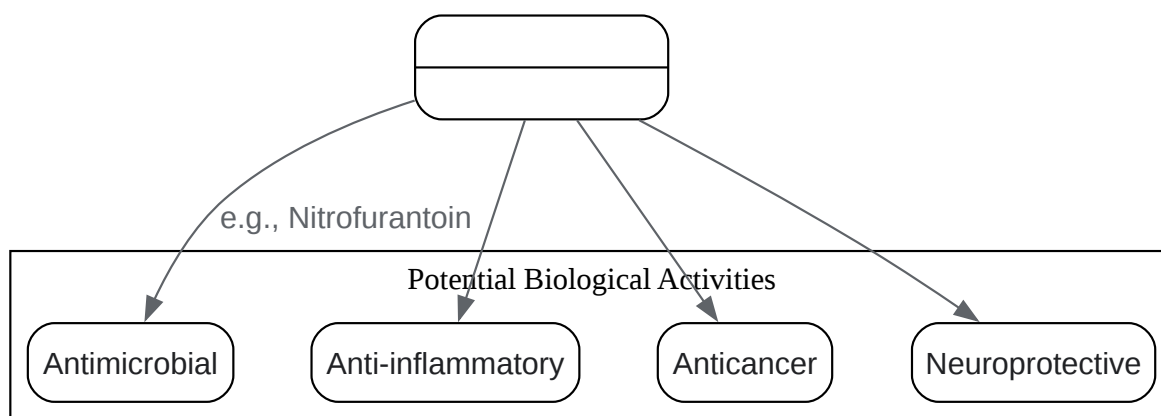 e.g., Nitrofurantoin
Potential Biological Activities
Antimicrobial
Anti-inflammatory
Anticancer
Neuroprotective